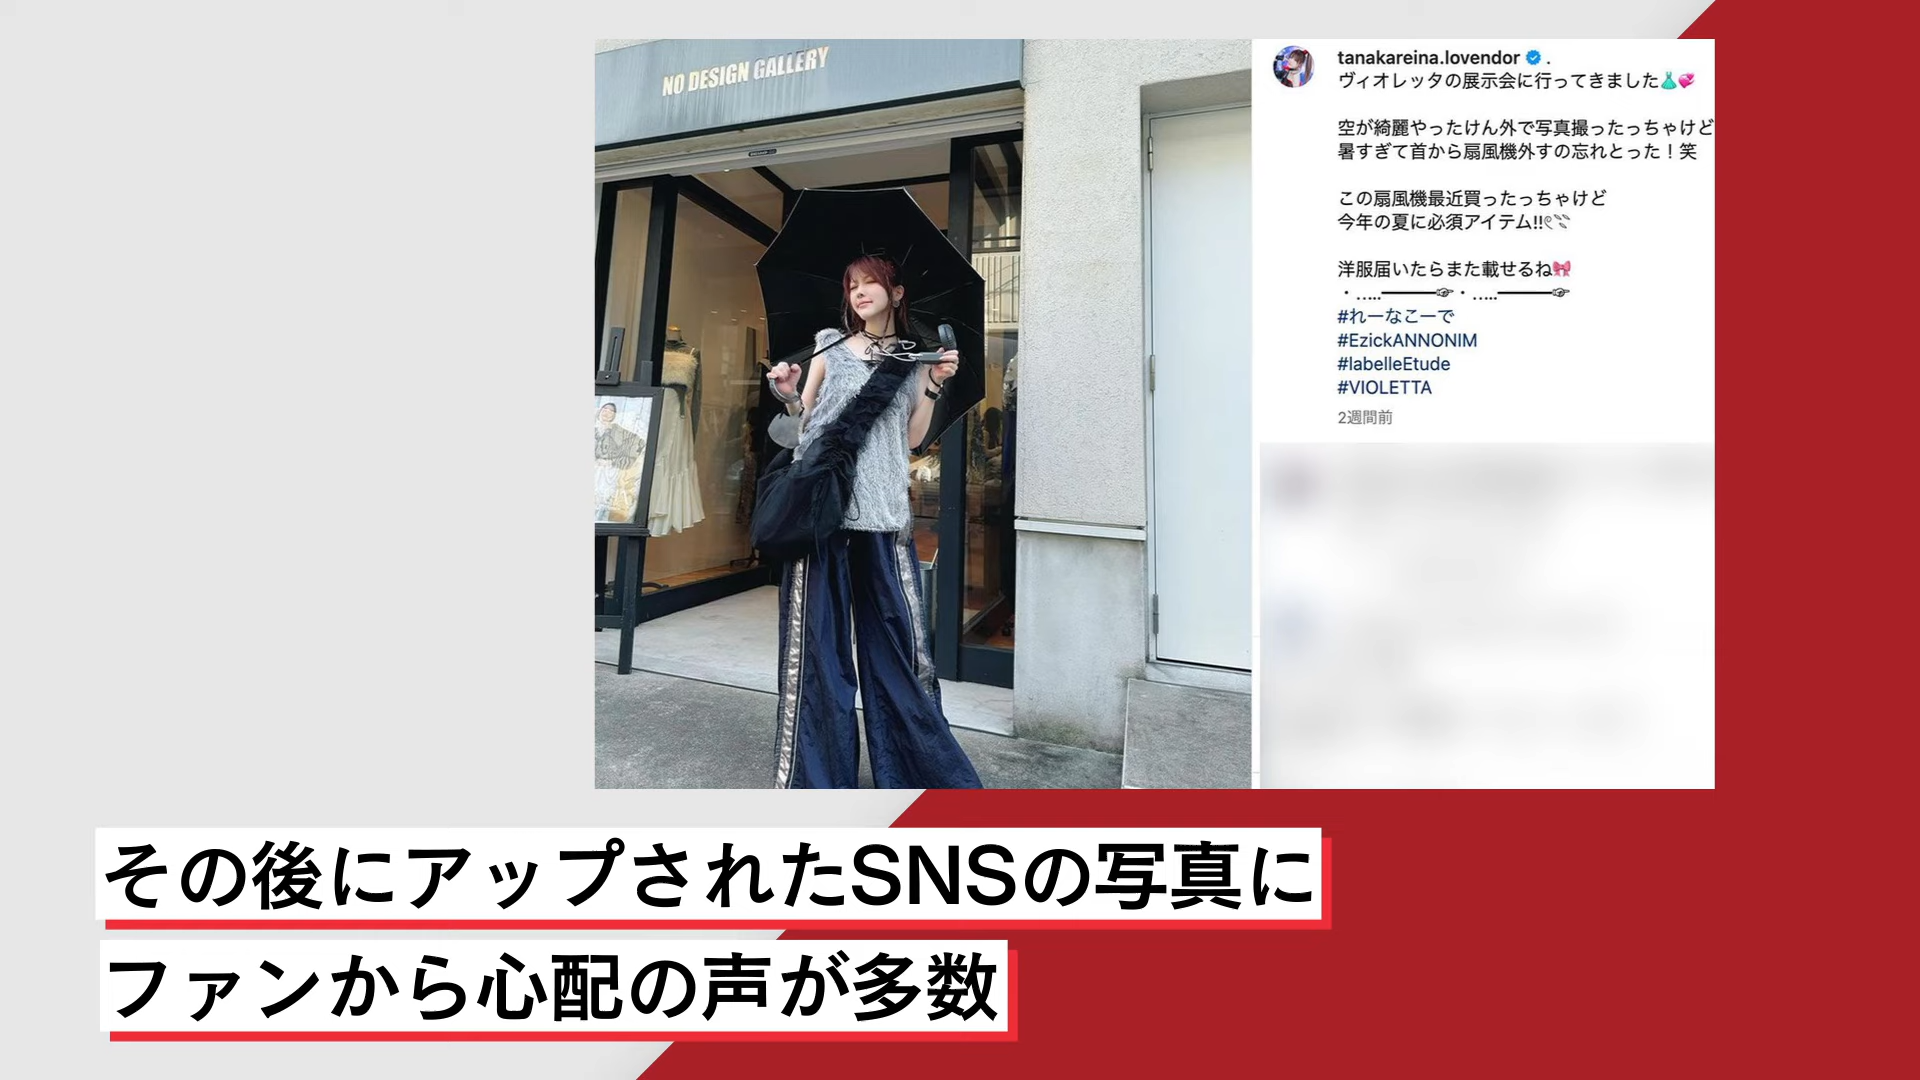 NO DESIGN GALLERY
tanakareina.lovendor .
ヴィオレッタの展示会に行ってきました👗💞
空が綺麗やったけん外で写真撮ったっちゃけど
暑すぎて首から扇風機外すの忘れとった！笑
この扇風機最近買ったっちゃけど
今年の夏に必須アイテム!!
洋服届いたらまた載せるね🎀
・…..━━━━☞・…..━━━━☞
#れーなこーで
#EzickANNONIM
#labelleEtude
#VIOLETTA
2週間前
その後にアップされたSNSの写真に
ファンから心配の声が多数